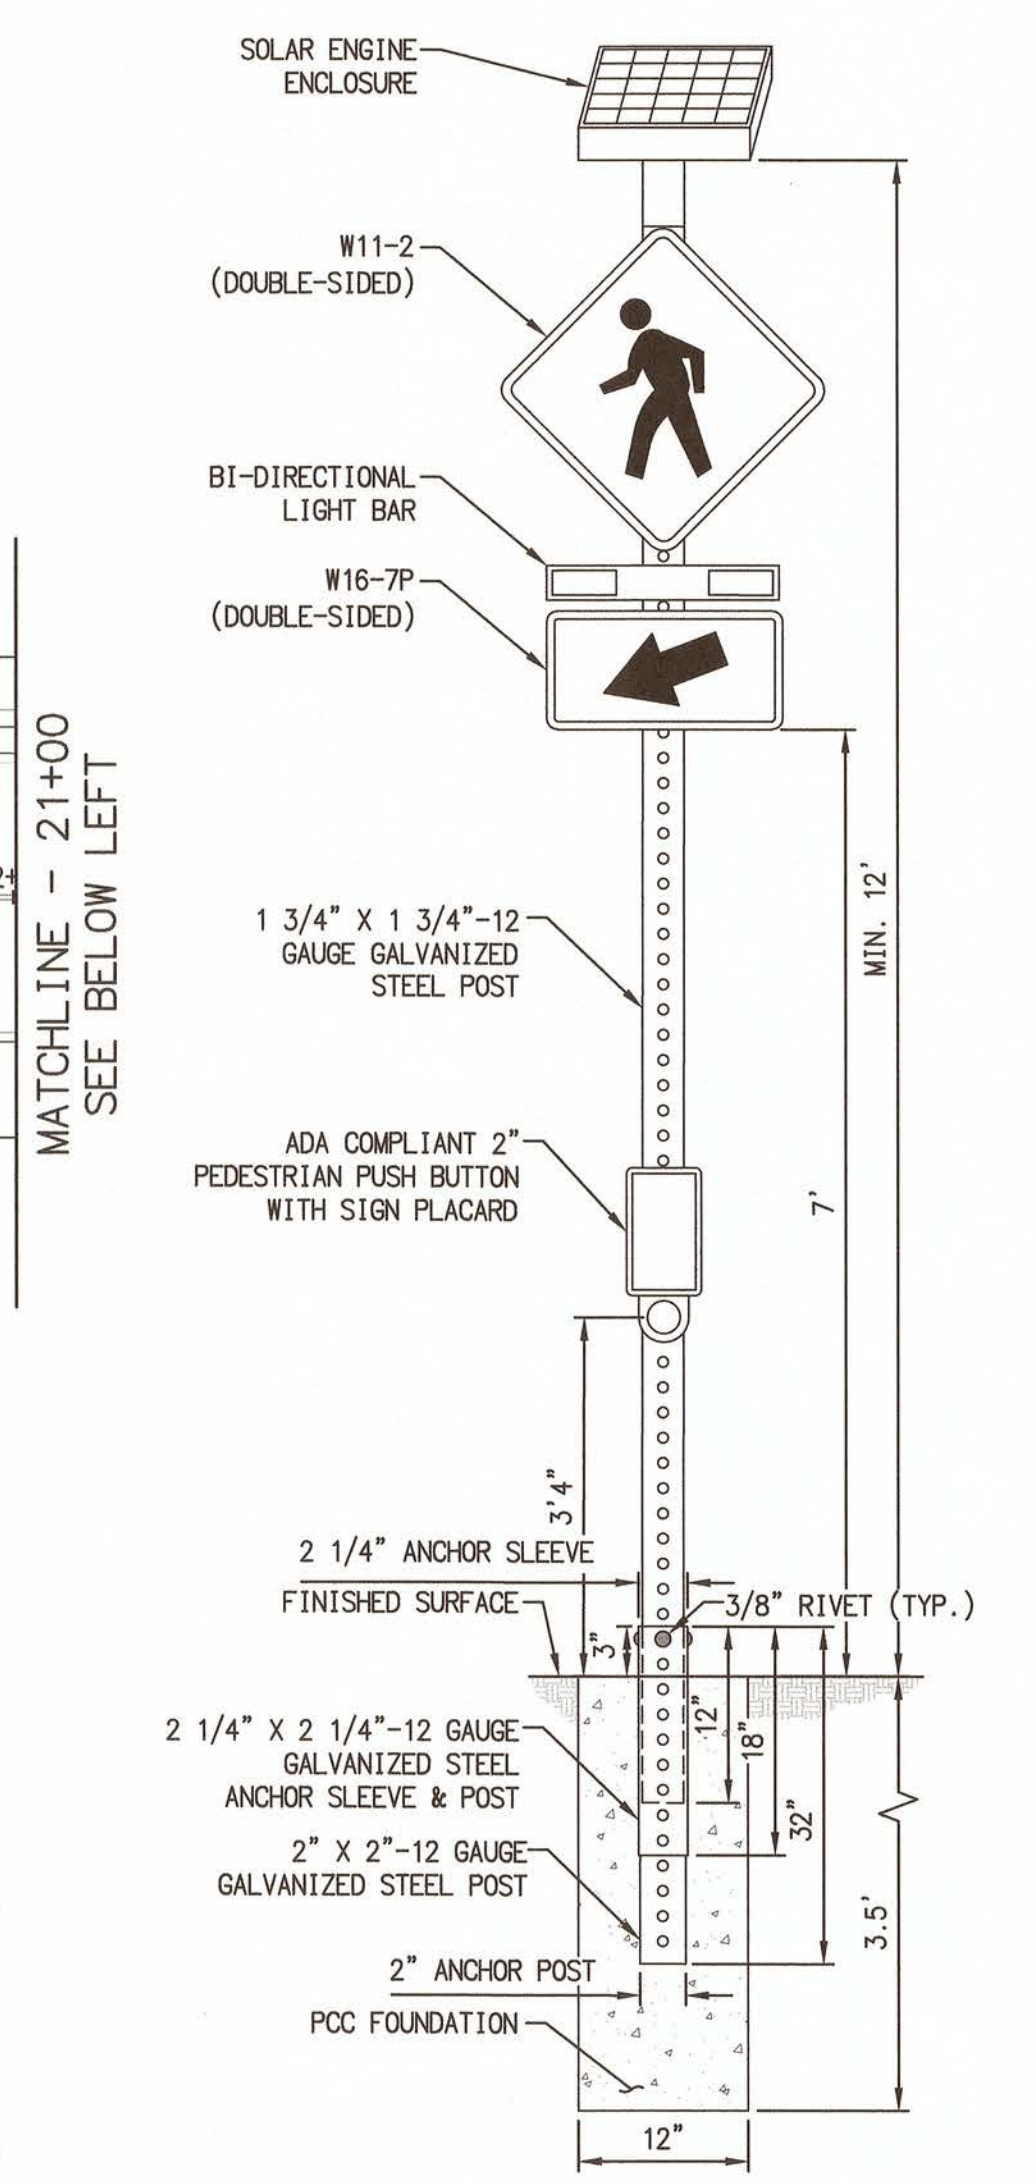 SOLAR ENGINE
ENCLOSURE
W11-2
(DOUBLE-SIDED)
BI-DIRECTIONAL
LIGHT BAR
W16-7P
(DOUBLE-SIDED)
MATCHLINE - 21+00
SEE BELOW LEFT
1 3/4" X 1 3/4"-12
GAUGE GALVANIZED
STEEL POST
MIN. 12'
7'
ADA COMPLIANT 2"
PEDESTRIAN PUSH BUTTON
WITH SIGN PLACARD
3'4"
2 1/4" ANCHOR SLEEVE
FINISHED SURFACE
3/8" RIVET (TYP.)
3"
12"
18"
32"
2 1/4" X 2 1/4"-12 GAUGE
GALVANIZED STEEL
ANCHOR SLEEVE & POST
2" X 2"-12 GAUGE
GALVANIZED STEEL POST
3.5'
2" ANCHOR POST
PCC FOUNDATION
12"